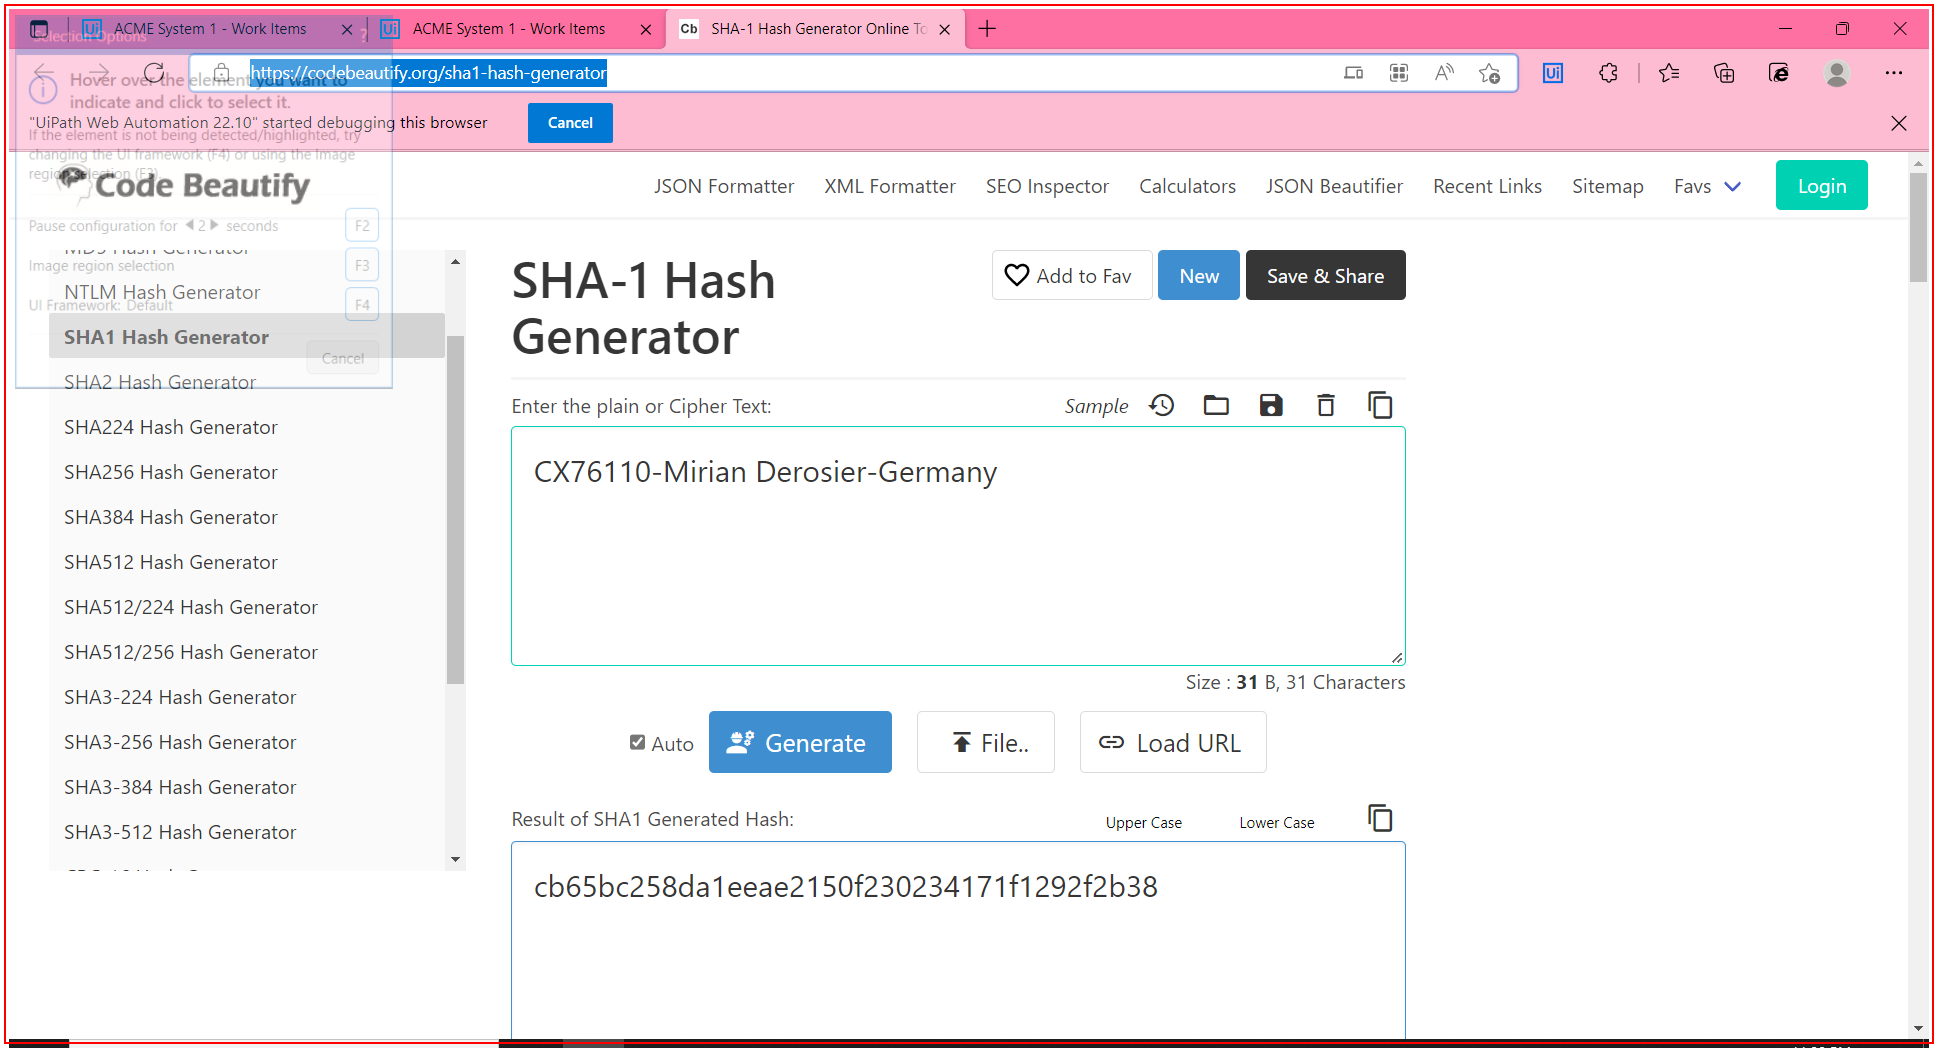 Ui ACME System 1 - Work Items
Ui ACME System 1 - Work Items
Cb SHA-1 Hash Generator Online To
Selection Options ?
https://codebeautify.org/sha1-hash-generator
Ui
Hover over the element you want to
indicate and click to select it.
"UiPath Web Automation 22.10" started debugging this browser
Cancel
If the element is not being detected/highlighted, try
changing the UI framework (F4) or using the Image
region selection (F3).
Code Beautify
JSON Formatter
XML Formatter
SEO Inspector
Calculators
JSON Beautifier
Recent Links
Sitemap
Favs
Login
Pause configuration for 2 seconds F2
MD5 Hash Generator
Image region selection F3
NTLM Hash Generator
UI Framework: Default F4
SHA1 Hash Generator
Cancel
SHA2 Hash Generator
SHA224 Hash Generator
SHA256 Hash Generator
SHA384 Hash Generator
SHA512 Hash Generator
SHA512/224 Hash Generator
SHA512/256 Hash Generator
SHA3-224 Hash Generator
SHA3-256 Hash Generator
SHA3-384 Hash Generator
SHA3-512 Hash Generator
SHA-1 Hash
Generator
Add to Fav
New
Save & Share
Enter the plain or Cipher Text:
Sample
CX76110-Mirian Derosier-Germany
Size : 31 B, 31 Characters
Auto
Generate
File..
Load URL
Result of SHA1 Generated Hash:
Upper Case
Lower Case
cb65bc258da1eeae2150f230234171f1292f2b38